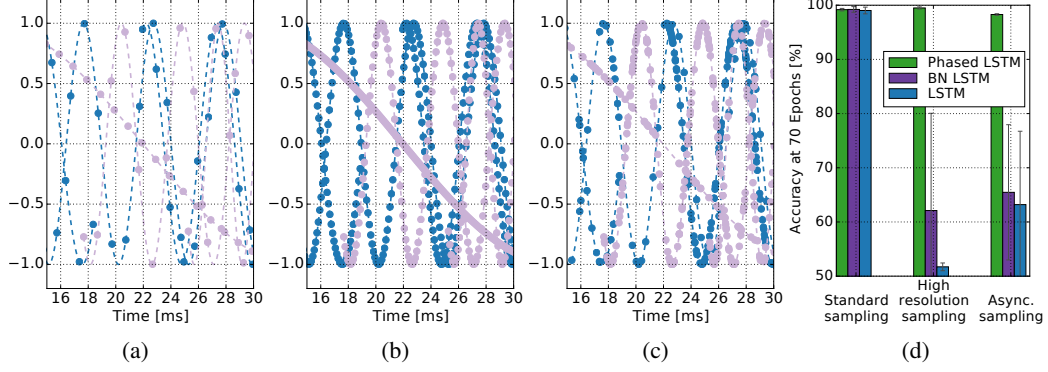 1.0
0.5
0.0
−0.5
−1.0
16 18 20 22 24 26 28 30
Time [ms]
(a)
1.0
0.5
0.0
−0.5
−1.0
16 18 20 22 24 26 28 30
Time [ms]
(b)
1.0
0.5
0.0
−0.5
−1.0
16 18 20 22 24 26 28 30
Time [ms]
(c)
Accuracy at 70 Epochs [%]
100
90
80
70
60
50
Phased LSTM
BN LSTM
LSTM
Standard
sampling
High
resolution
sampling
Async.
sampling
(d)